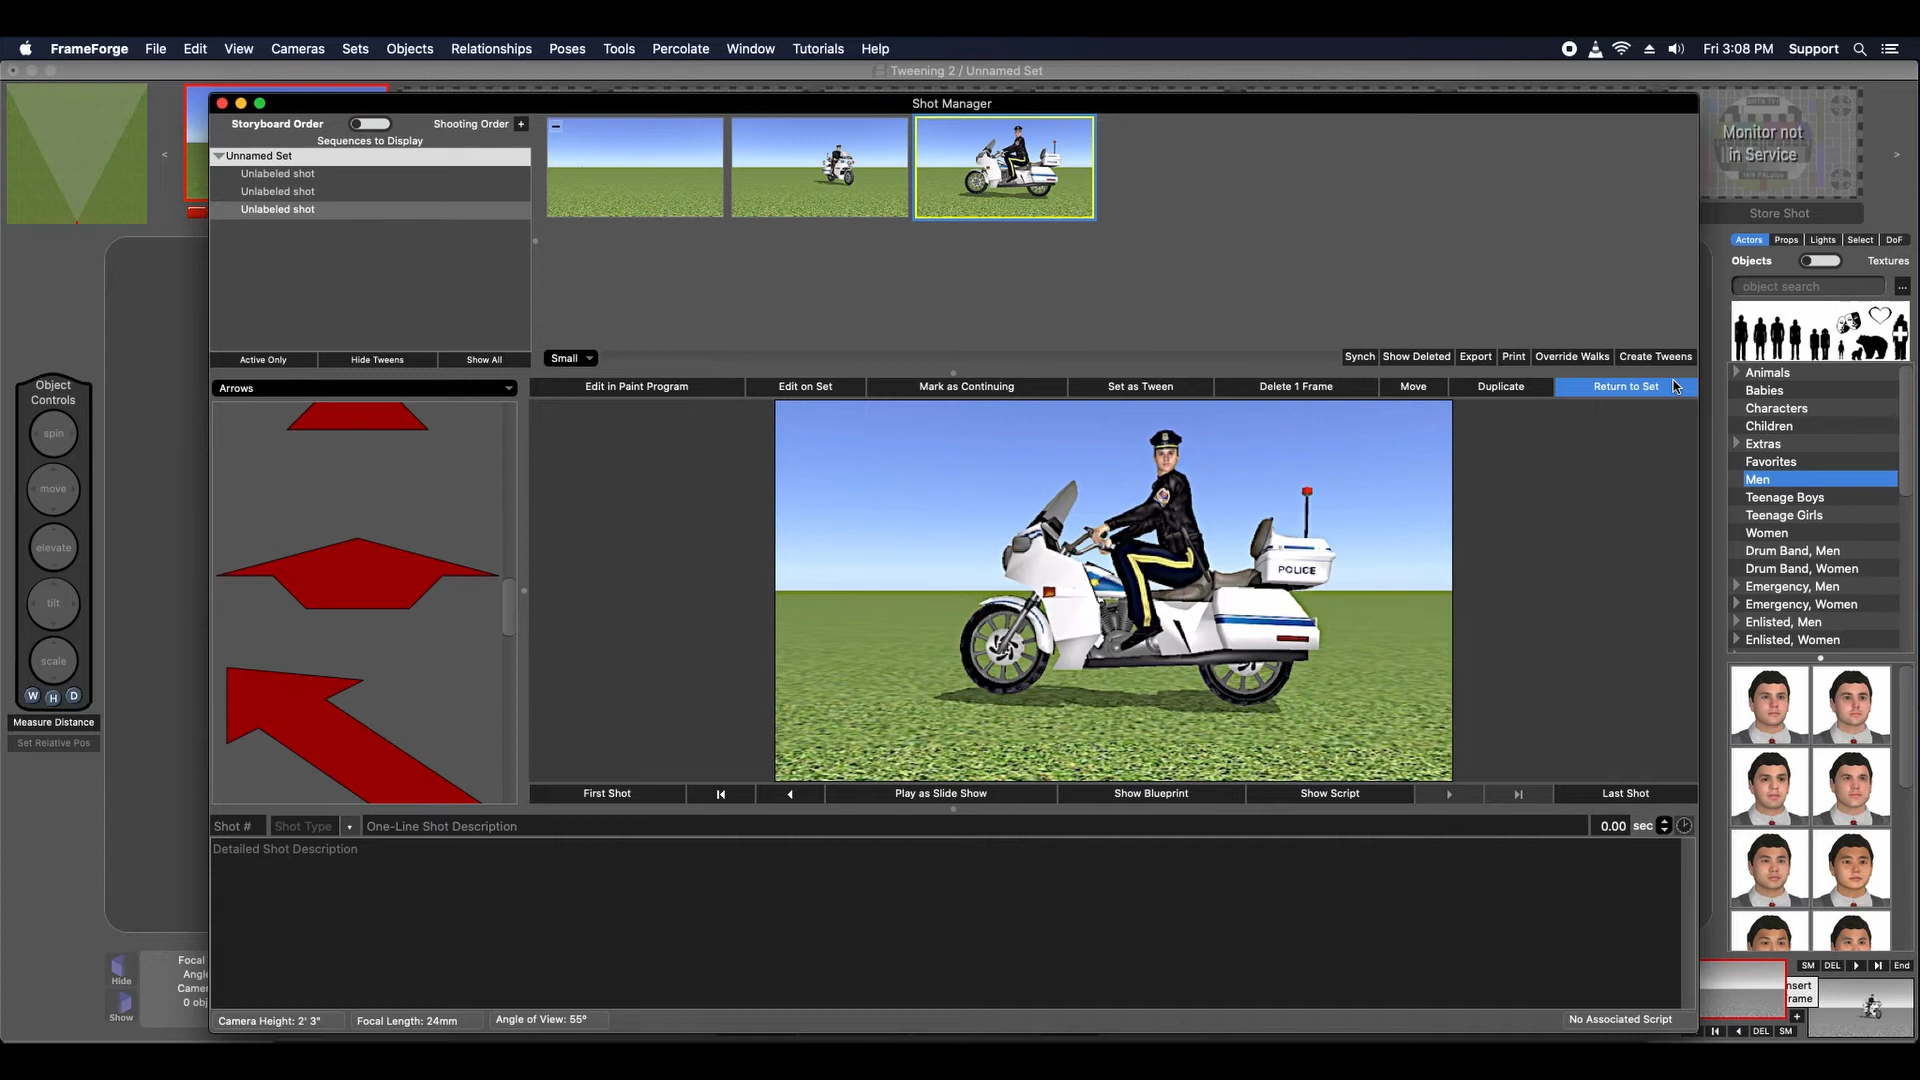 FrameForge File Edit View Cameras Sets Objects Relationships Poses Tools Percolate Window Tutorials Help Fri 3:08 PM Support
Tweening 2 / Unnamed Set
Shot Manager
Storyboard Order Shooting Order +
Sequences to Display
Unnamed Set
Unlabeled shot
Unlabeled shot
Unlabeled shot
Active Only Hide Tweens Show All
Small
Synch Show Deleted Export Print Override Walks Create Tweens
Arrows
Edit in Paint Program Edit on Set Mark as Continuing Set as Tween Delete 1 Frame Move Duplicate Return to Set
POLICE
First Shot Play as Slide Show Show Blueprint Show Script Last Shot
Shot # Shot Type One-Line Shot Description 0.00 sec
Detailed Shot Description
Camera Height: 2' 3" Focal Length: 24mm Angle of View: 55° No Associated Script
Object
Controls
spin
move
elevate
tilt
scale
W H D
Measure Distance
Set Relative Pos
Hide
Show
Focal
Angle
Came
0 obj
Monitor not
in Service
Store Shot
Actors Props Lights Select DoF
Objects Textures
object search ...
Animals
Babies
Characters
Children
Extras
Favorites
Men
Teenage Boys
Teenage Girls
Women
Drum Band, Men
Drum Band, Women
Emergency, Men
Emergency, Women
Enlisted, Men
Enlisted, Women
SM DEL End
nsert
rame
+
DEL SM